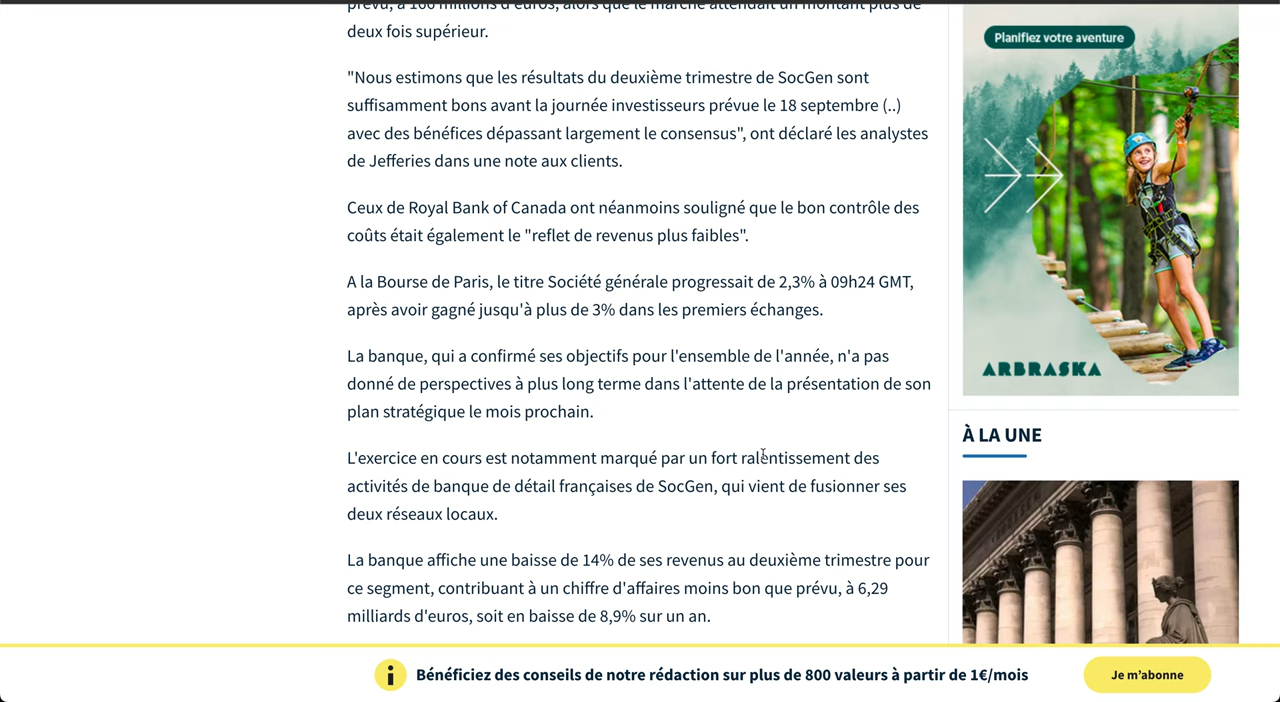 prévu, à 166 millions d'euros, alors que le marché attendait un montant plus de
deux fois supérieur.
"Nous estimons que les résultats du deuxième trimestre de SocGen sont
suffisamment bons avant la journée investisseurs prévue le 18 septembre (..)
avec des bénéfices dépassant largement le consensus", ont déclaré les analystes
de Jefferies dans une note aux clients.
Ceux de Royal Bank of Canada ont néanmoins souligné que le bon contrôle des
coûts était également le "reflet de revenus plus faibles".
A la Bourse de Paris, le titre Société générale progressait de 2,3% à 09h24 GMT,
après avoir gagné jusqu'à plus de 3% dans les premiers échanges.
La banque, qui a confirmé ses objectifs pour l'ensemble de l'année, n'a pas
donné de perspectives à plus long terme dans l'attente de la présentation de son
plan stratégique le mois prochain.
L'exercice en cours est notamment marqué par un fort ralentissement des
activités de banque de détail françaises de SocGen, qui vient de fusionner ses
deux réseaux locaux.
La banque affiche une baisse de 14% de ses revenus au deuxième trimestre pour
ce segment, contribuant à un chiffre d'affaires moins bon que prévu, à 6,29
milliards d'euros, soit en baisse de 8,9% sur un an.
Planifiez votre aventure
ARBRASKA
À LA UNE
Bénéficiez des conseils de notre rédaction sur plus de 800 valeurs à partir de 1€/mois
Je m'abonne